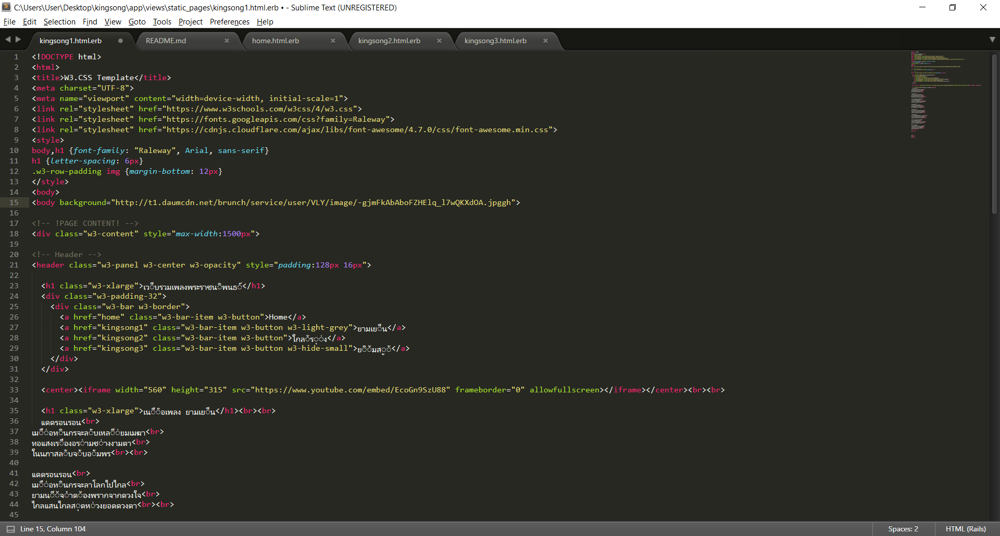 C:\Users\User\Desktop\kingsong\app\views\static_pages\kingsong1.html.erb • - Sublime Text (UNREGISTERED)
File Edit Selection Find View Goto Tools Project Preferences Help
kingsong1.html.erb README.md home.html.erb kingsong2.html.erb kingsong3.html.erb
1 <!DOCTYPE html>
2 <html>
3 <title>W3.CSS Template</title>
4 <meta charset="UTF-8">
5 <meta name="viewport" content="width=device-width, initial-scale=1">
6 <link rel="stylesheet" href="https://www.w3schools.com/w3css/4/w3.css">
7 <link rel="stylesheet" href="https://fonts.googleapis.com/css?family=Raleway">
8 <link rel="stylesheet" href="https://cdnjs.cloudflare.com/ajax/libs/font-awesome/4.7.0/css/font-awesome.min.css">
9 <style>
10 body,h1 {font-family: "Raleway", Arial, sans-serif}
11 h1 {letter-spacing: 6px}
12 .w3-row-padding img {margin-bottom: 12px}
13 </style>
14 <body>
15 <body background="http://t1.daumcdn.net/brunch/service/user/VLY/image/-gjmFkAbAboFZHElq_l7wQKXdOA.jpggh">
16
17 <!-- !PAGE CONTENT! -->
18 <div class="w3-content" style="max-width:1500px">
19
20 <!-- Header -->
21 <header class="w3-panel w3-center w3-opacity" style="padding:128px 16px">
22
23 <h1 class="w3-xlarge">เว็บรวมเพลงพระราชนิพนธ์</h1>
24 <div class="w3-padding-32">
25 <div class="w3-bar w3-border">
26 <a href="home" class="w3-bar-item w3-button">Home</a>
27 <a href="kingsong1" class="w3-bar-item w3-button w3-light-grey">ยามเย็น</a>
28 <a href="kingsong2" class="w3-bar-item w3-button">ใกล้รุ่ง</a>
29 <a href="kingsong3" class="w3-bar-item w3-button w3-hide-small">ยิ้มสู้</a>
30 </div>
31 </div>
32
33 <center><iframe width="560" height="315" src="https://www.youtube.com/embed/EcoGn9SzU88" frameborder="0" allowfullscreen></iframe></center><br><br>
34
35 <h1 class="w3-xlarge">เนื้อเพลง ยามเย็น</h1><br><br>
36 แดดรอนรอน<br>
37 เมื่อทินกรจะลับเหลี่ยมเมฆา<br>
38 ทอแสงเรืองอร่ามช่างงามตา<br>
39 ในนภาสลับจับอัมพร<br><br>
40
41 แดดรอนรอน<br>
42 เมื่อทินกรจะลาโลกไปไกล<br>
43 ยามนี้จำต้องพรากจากดวงใจ<br>
44 ไกลแสนไกลสุดห่วงยอดดวงตา<br><br>
45
Line 15, Column 104 Spaces: 2 HTML (Rails)